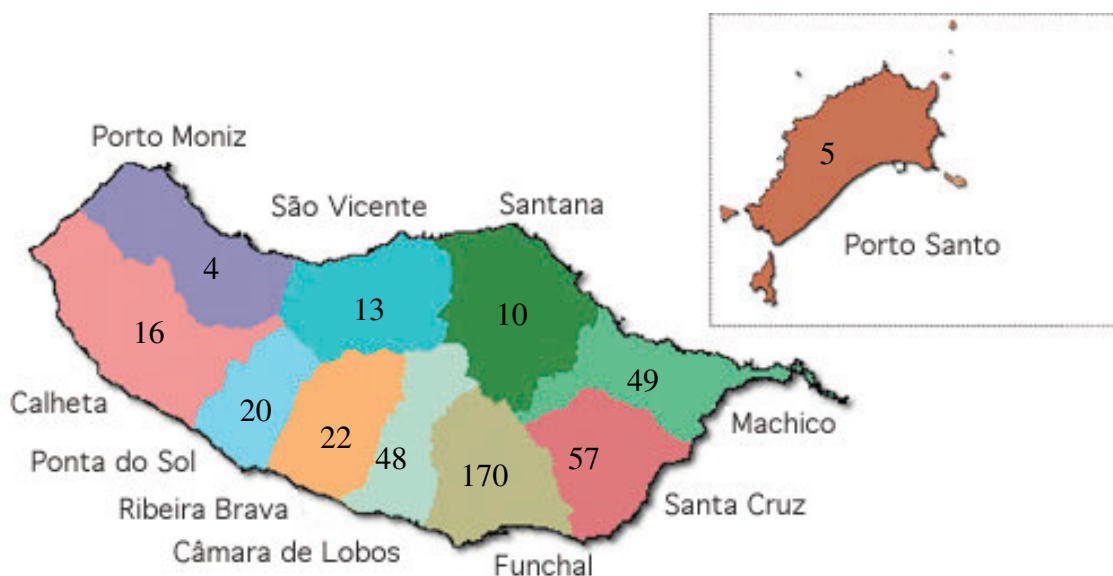 Porto Moniz
São Vicente
Santana
5
Porto Santo
4
13
10
16
49
Calheta
20
22
48
170
57
Machico
Ponta do Sol
Ribeira Brava
Santa Cruz
Câmara de Lobos
Funchal